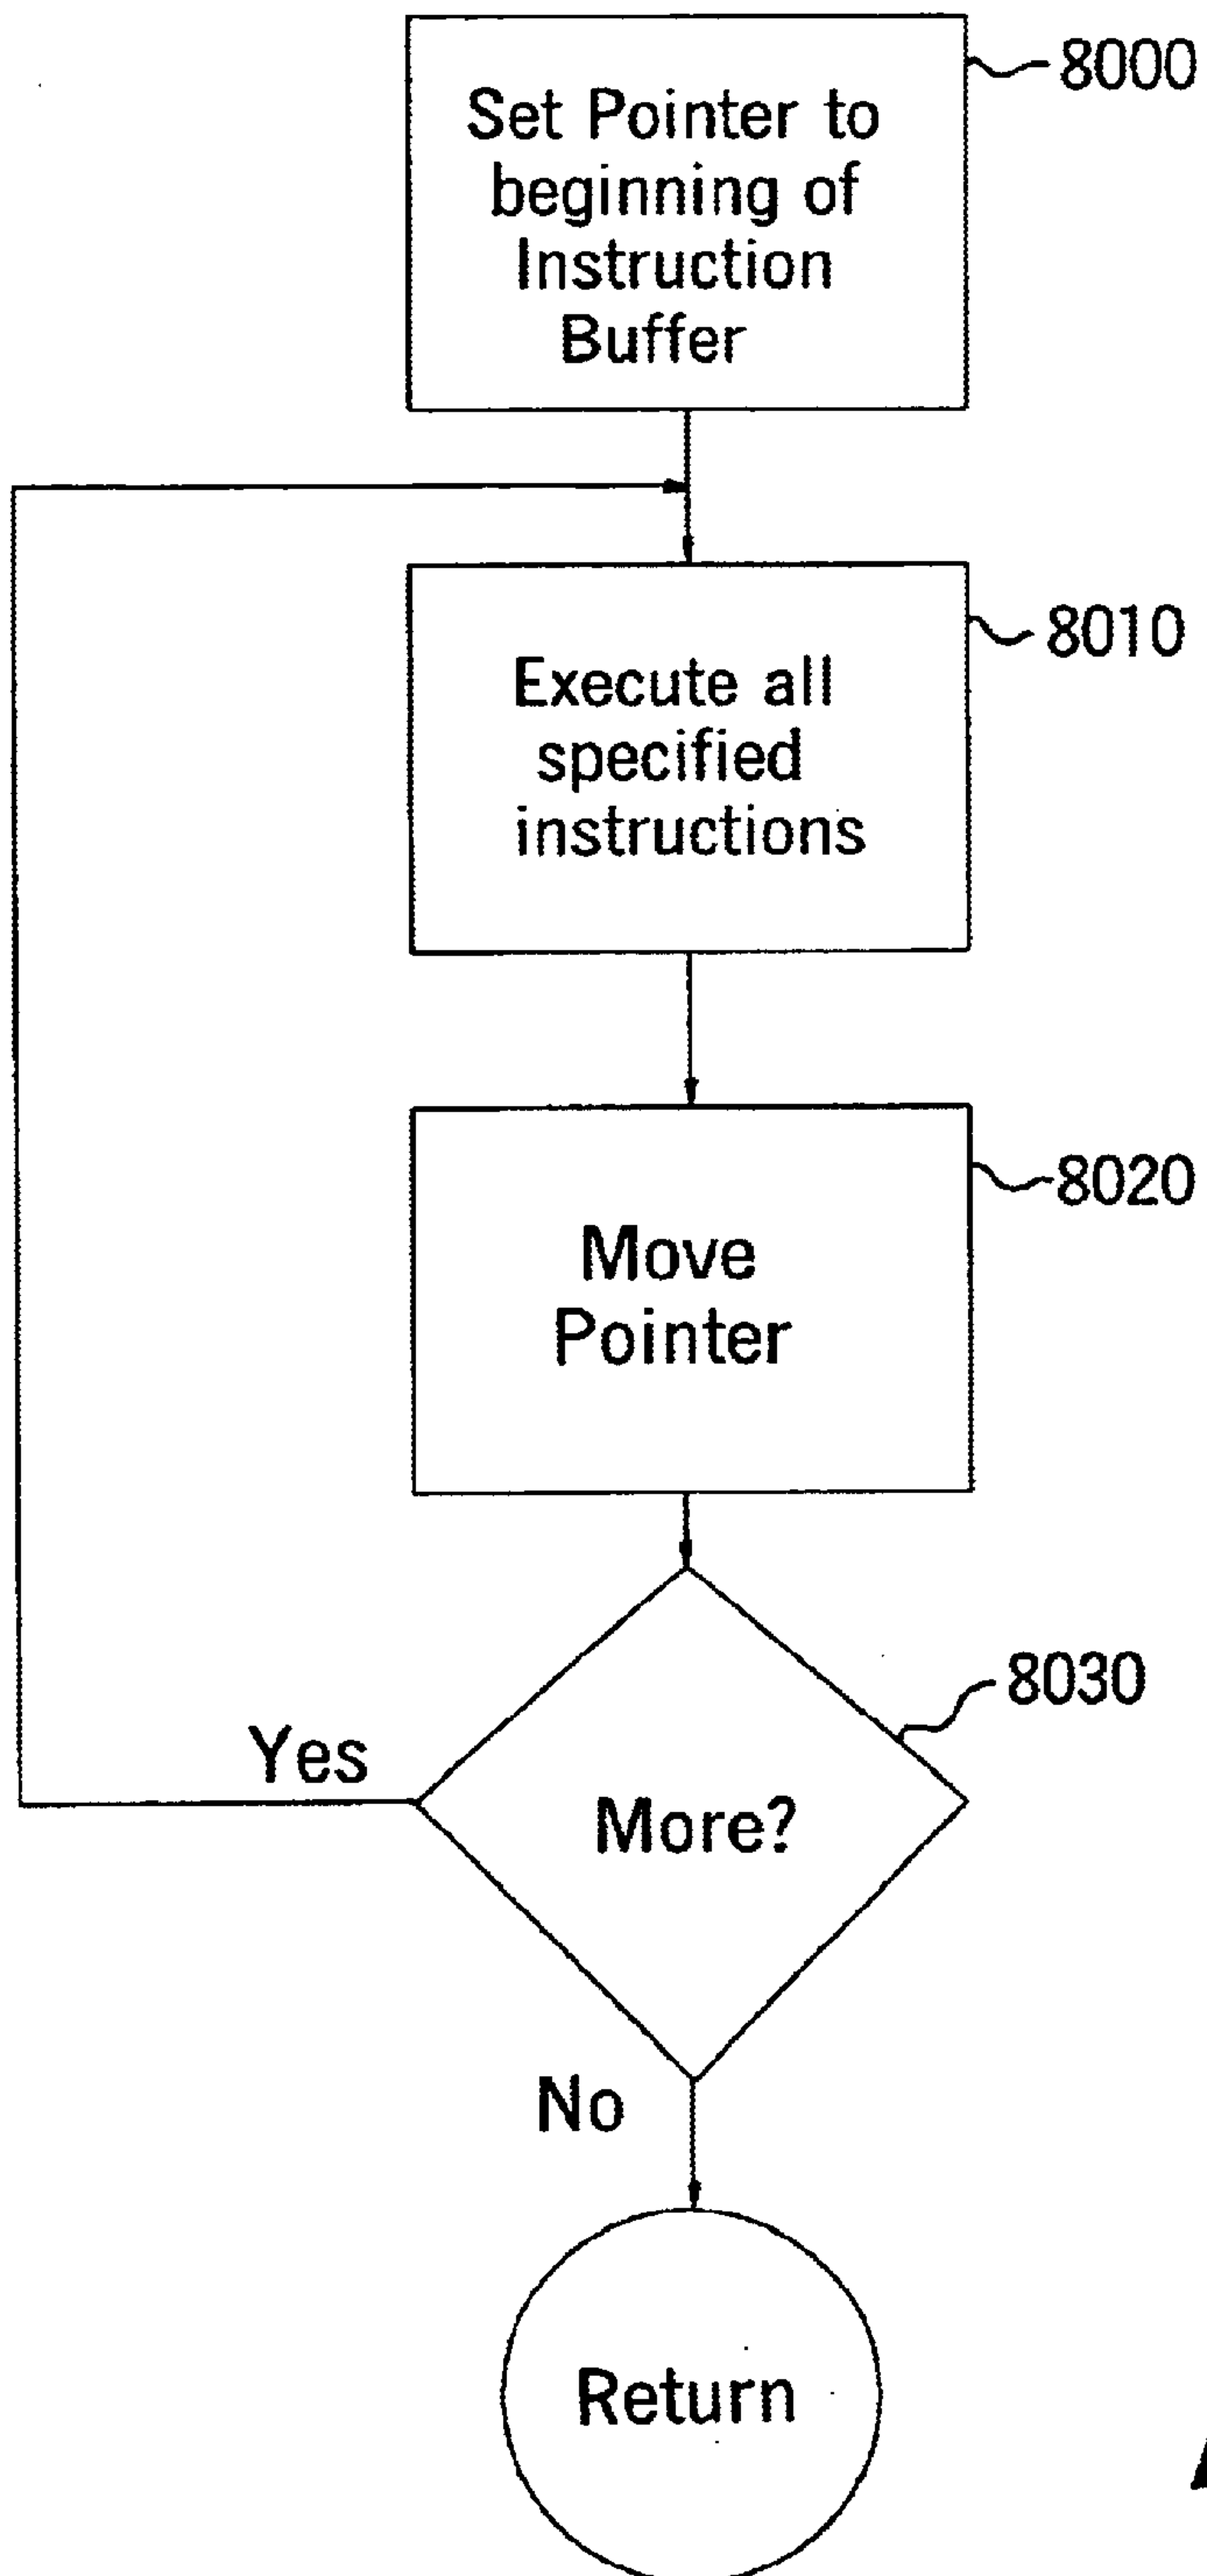 8000
Set Pointer to
beginning of
Instruction
Buffer
8010
Execute all
specified
instructions
8020
Move
Pointer
8030
Yes
More?
No
Return